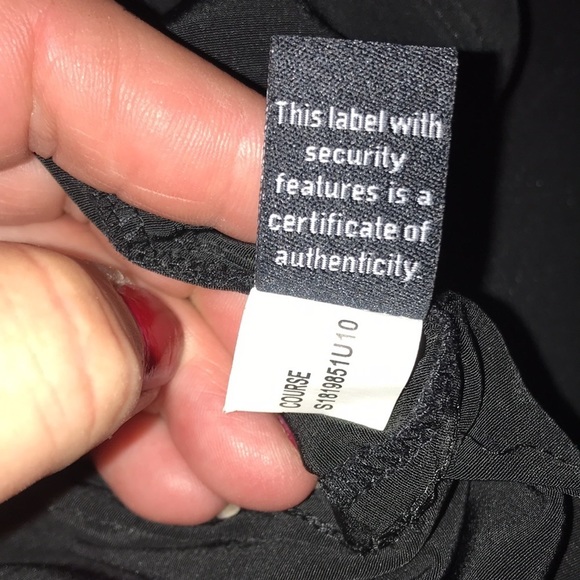 This label with
security
features is a
certificate of
authenticity.
COURSE
S1819851U10